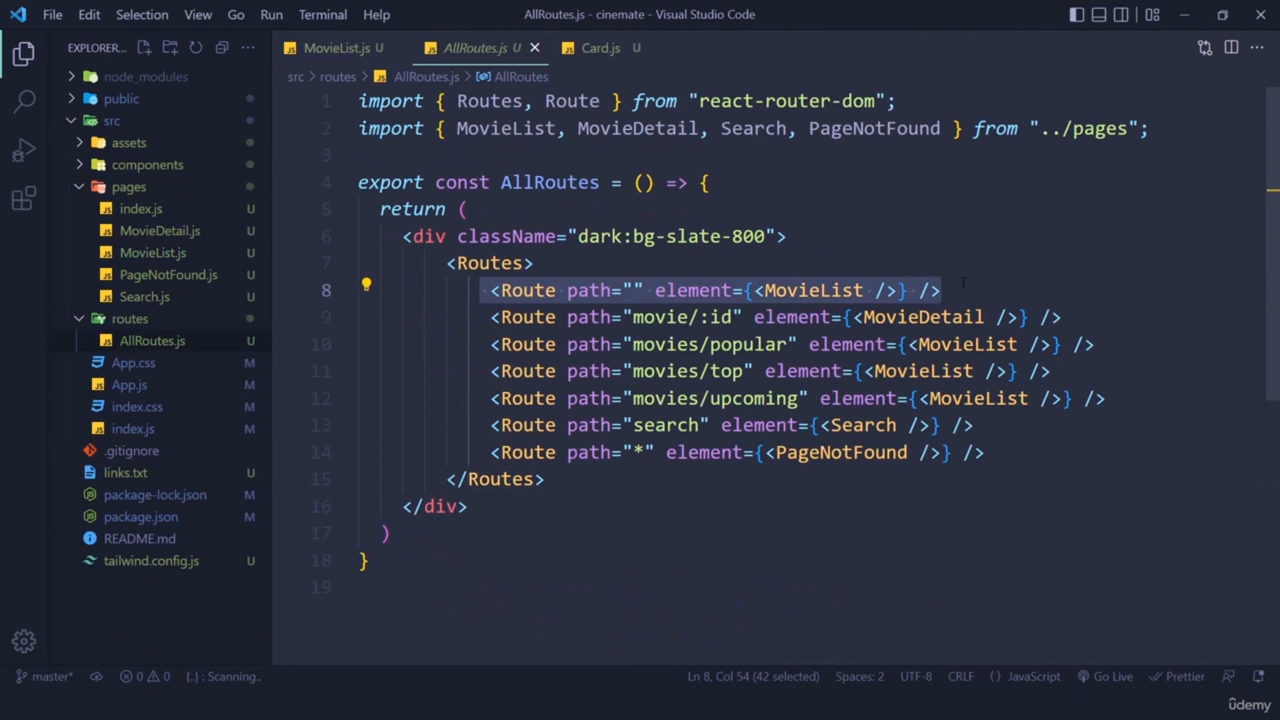 File Edit Selection View Go Run Terminal Help AllRoutes.js - cinemate - Visual Studio Code
EXPLORER... MovieList.js U AllRoutes.js U Card.js U
src > routes > AllRoutes.js > AllRoutes
node_modules
public
src
assets
components
pages
index.js U
MovieDetail.js U
MovieList.js U
PageNotFound.js U
Search.js U
routes
AllRoutes.js U
App.css M
App.js M
index.css M
index.js M
.gitignore
links.txt U
package-lock.json M
package.json M
README.md
tailwind.config.js U
1 import { Routes, Route } from "react-router-dom";
2 import { MovieList, MovieDetail, Search, PageNotFound } from "../pages";
3
4 export const AllRoutes = () => {
5 return (
6 <div className="dark:bg-slate-800">
7 <Routes>
8 <Route path="" element={<MovieList />} />
9 <Route path="movie/:id" element={<MovieDetail />} />
10 <Route path="movies/popular" element={<MovieList />} />
11 <Route path="movies/top" element={<MovieList />} />
12 <Route path="movies/upcoming" element={<MovieList />} />
13 <Route path="search" element={<Search />} />
14 <Route path="*" element={<PageNotFound />} />
15 </Routes>
16 </div>
17 )
18 }
19
master* 0 0 {..} : Scanning.. Ln 8, Col 54 (42 selected) Spaces: 2 UTF-8 CRLF {} JavaScript Go Live Prettier
ûdemy